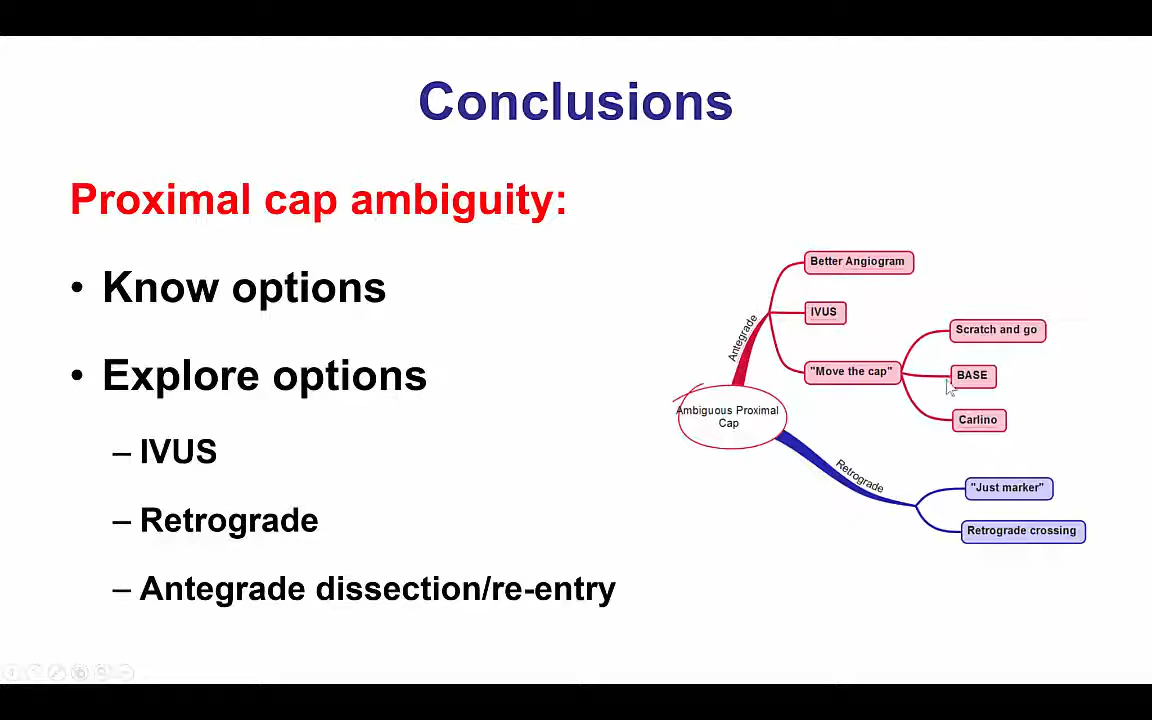 Conclusions
Proximal cap ambiguity:
• Know options
• Explore options
– IVUS
– Retrograde
– Antegrade dissection/re-entry
Better Angiogram
IVUS
"Move the cap"
Scratch and go
BASE
Carlino
Antegrade
Ambiguous Proximal
Cap
Retrograde
"Just marker"
Retrograde crossing